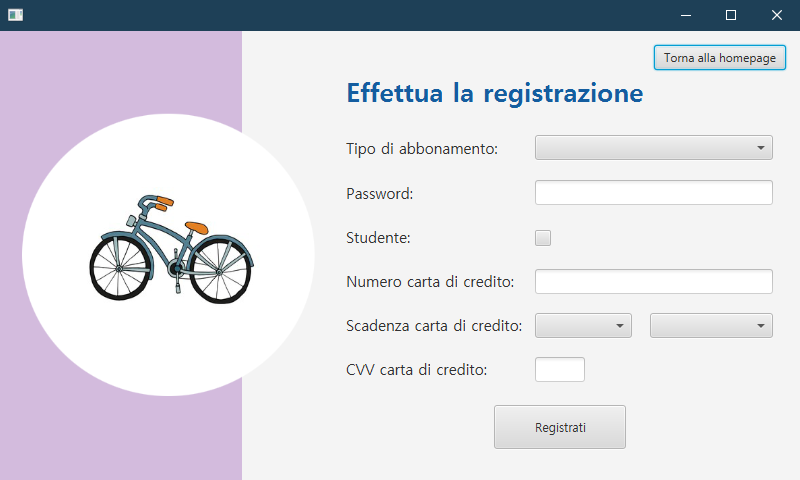 Torna alla homepage
Effettua la registrazione
Tipo di abbonamento:
Password:
Studente:
Numero carta di credito:
Scadenza carta di credito:
CVV carta di credito:
Registrati